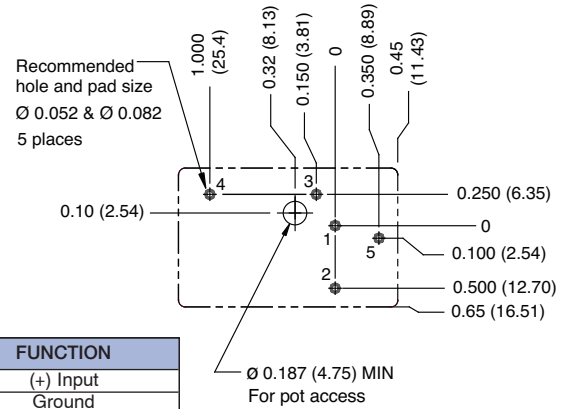 1.000
(25.4)
0.32 (8.13)
0.150 (3.81)
0
0.350 (8.89)
0.45
(11.43)
Recommended
hole and pad size
Ø 0.052 & Ø 0.082
5 places
4
3
0.250 (6.35)
0.10 (2.54)
0
1
5
0.100 (2.54)
2
0.500 (12.70)
0.65 (16.51)
FUNCTION
(+) Input
Ground
Ø 0.187 (4.75) MIN
For pot access